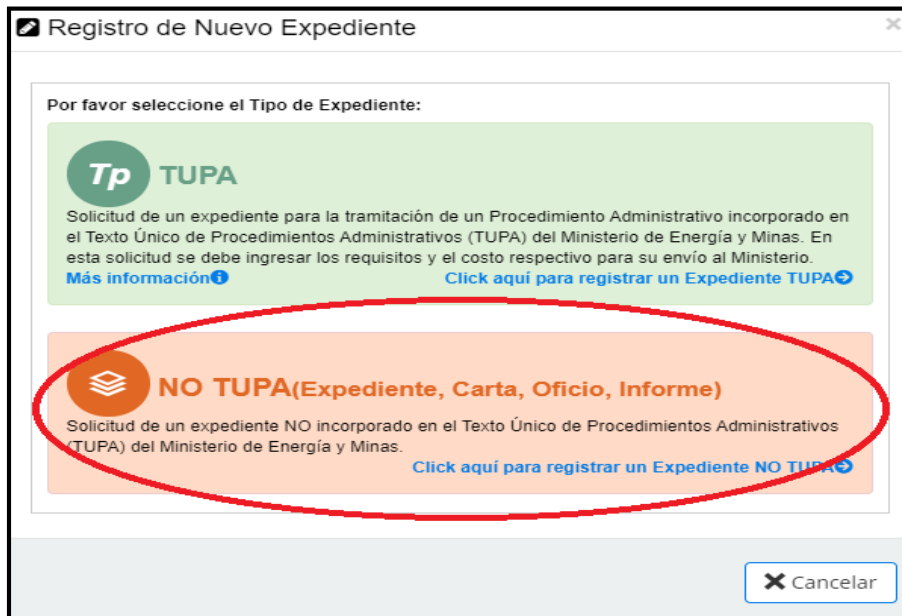 Registro de Nuevo Expediente
×
Por favor seleccione el Tipo de Expediente:
Tp TUPA
Solicitud de un expediente para la tramitación de un Procedimiento Administrativo incorporado en
el Texto Único de Procedimientos Administrativos (TUPA) del Ministerio de Energía y Minas. En
esta solicitud se debe ingresar los requisitos y el costo respectivo para su envío al Ministerio.
Más información Click aquí para registrar un Expediente TUPA
NO TUPA(Expediente, Carta, Oficio, Informe)
Solicitud de un expediente NO incorporado en el Texto Único de Procedimientos Administrativos
(TUPA) del Ministerio de Energía y Minas.
Click aquí para registrar un Expediente NO TUPA
Cancelar